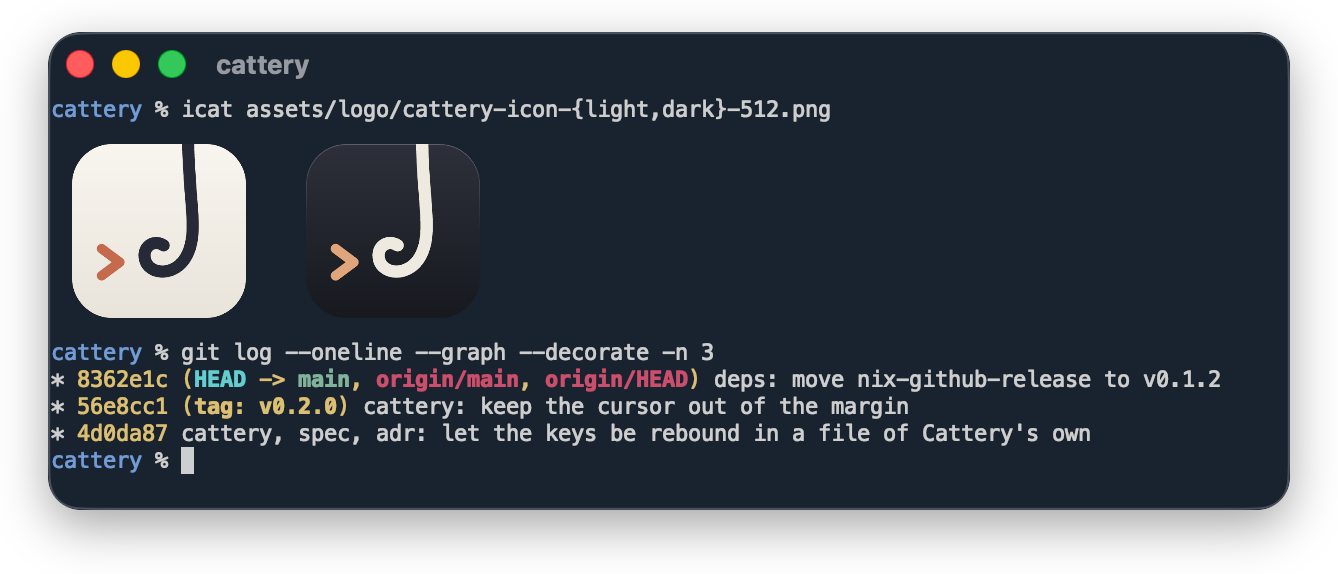 cattery
cattery % icat assets/logo/cattery-icon-{light,dark}-512.png
cattery % git log --oneline --graph --decorate -n 3
* 8362e1c (HEAD -> main, origin/main, origin/HEAD) deps: move nix-github-release to v0.1.2
* 56e8cc1 (tag: v0.2.0) cattery: keep the cursor out of the margin
* 4d0da87 cattery, spec, adr: let the keys be rebound in a file of Cattery's own
cattery %